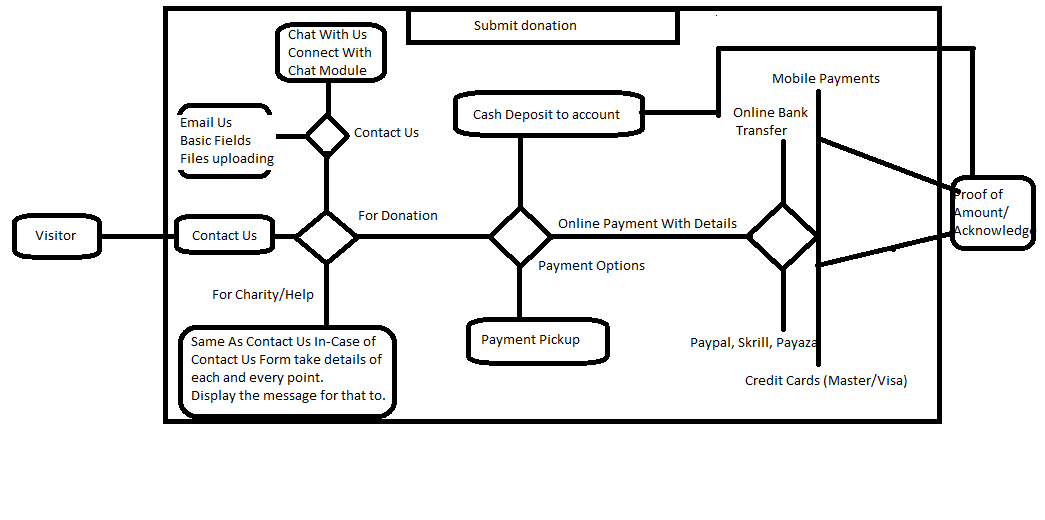 Submit donation
Chat With Us
Connect With
Chat Module
Mobile Payments
Email Us
Basic Fields
Files uploading
Contact Us
Cash Deposit to account
Online Bank
Transfer
Proof of
Amount/
Acknowledge
Visitor
Contact Us
For Donation
Online Payment With Details
Payment Options
For Charity/Help
Same As Contact Us In-Case of
Contact Us Form take details of
each and every point.
Display the message for that to.
Payment Pickup
Paypal, Skrill, Payaza
Credit Cards (Master/Visa)